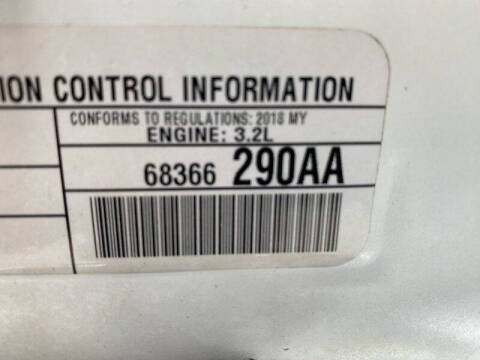 ION CONTROL INFORMATION
CONFORMS TO REGULATIONS: 2018 MY
ENGINE: 3.2L
68366 290AA